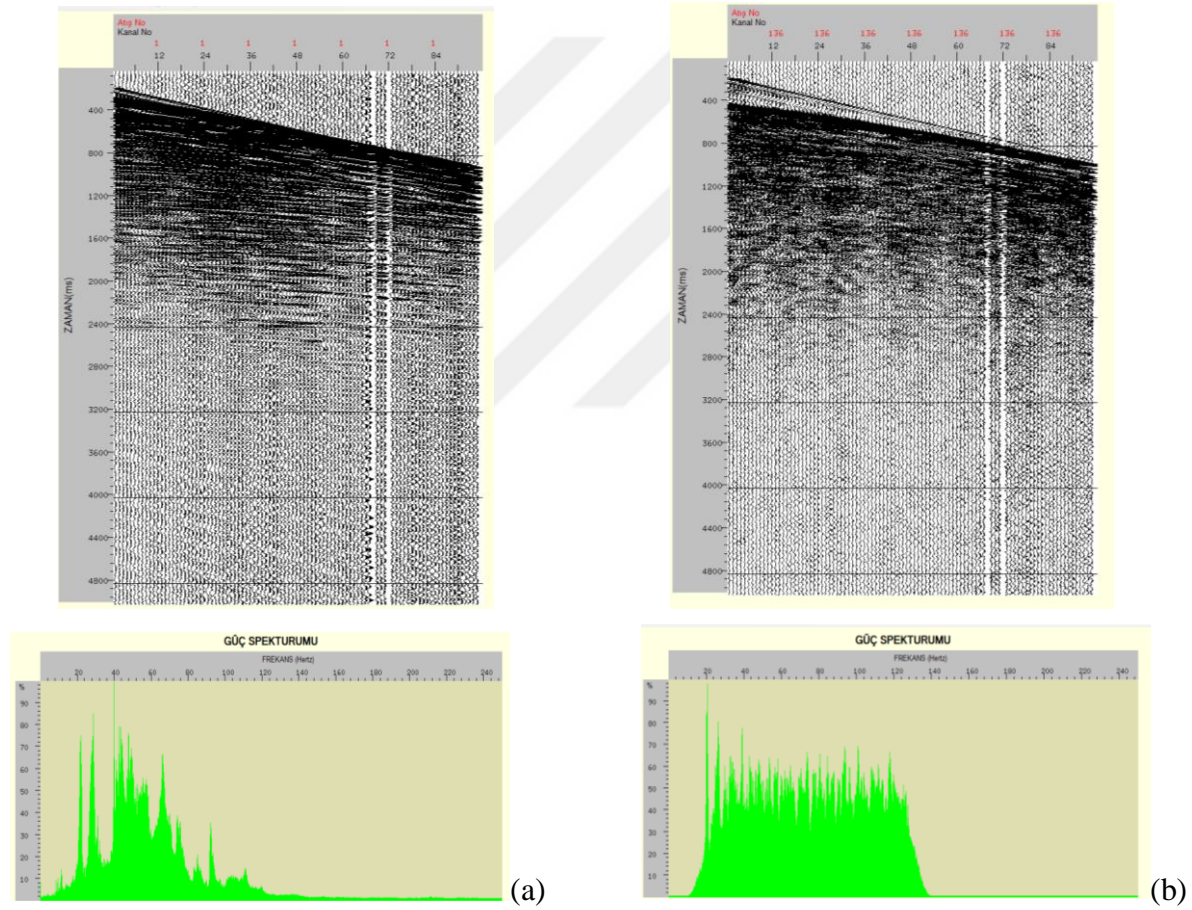 Atış No
Kanal No
1 1 1 1 1 1 1
12 24 36 48 60 72 84
ZAMAN(ms)
400
800
1200
1600
2000
2400
2800
3200
3600
4000
4400
4800
Atış No
Kanal No
136 136 136 136 136 136 136
12 24 36 48 60 72 84
ZAMAN(ms)
400
800
1200
1600
2000
2400
2800
3200
3600
4000
4400
4800
GÜÇ SPEKTURUMU
FREKANS (Hertz)
20 40 60 80 100 120 140 160 180 200 220 240
%
90
80
70
60
50
40
30
20
10
(a)
GÜÇ SPEKTURUMU
FREKANS (Hertz)
20 40 60 80 100 120 140 160 180 200 220 240
%
90
80
70
60
50
40
30
20
10
(b)